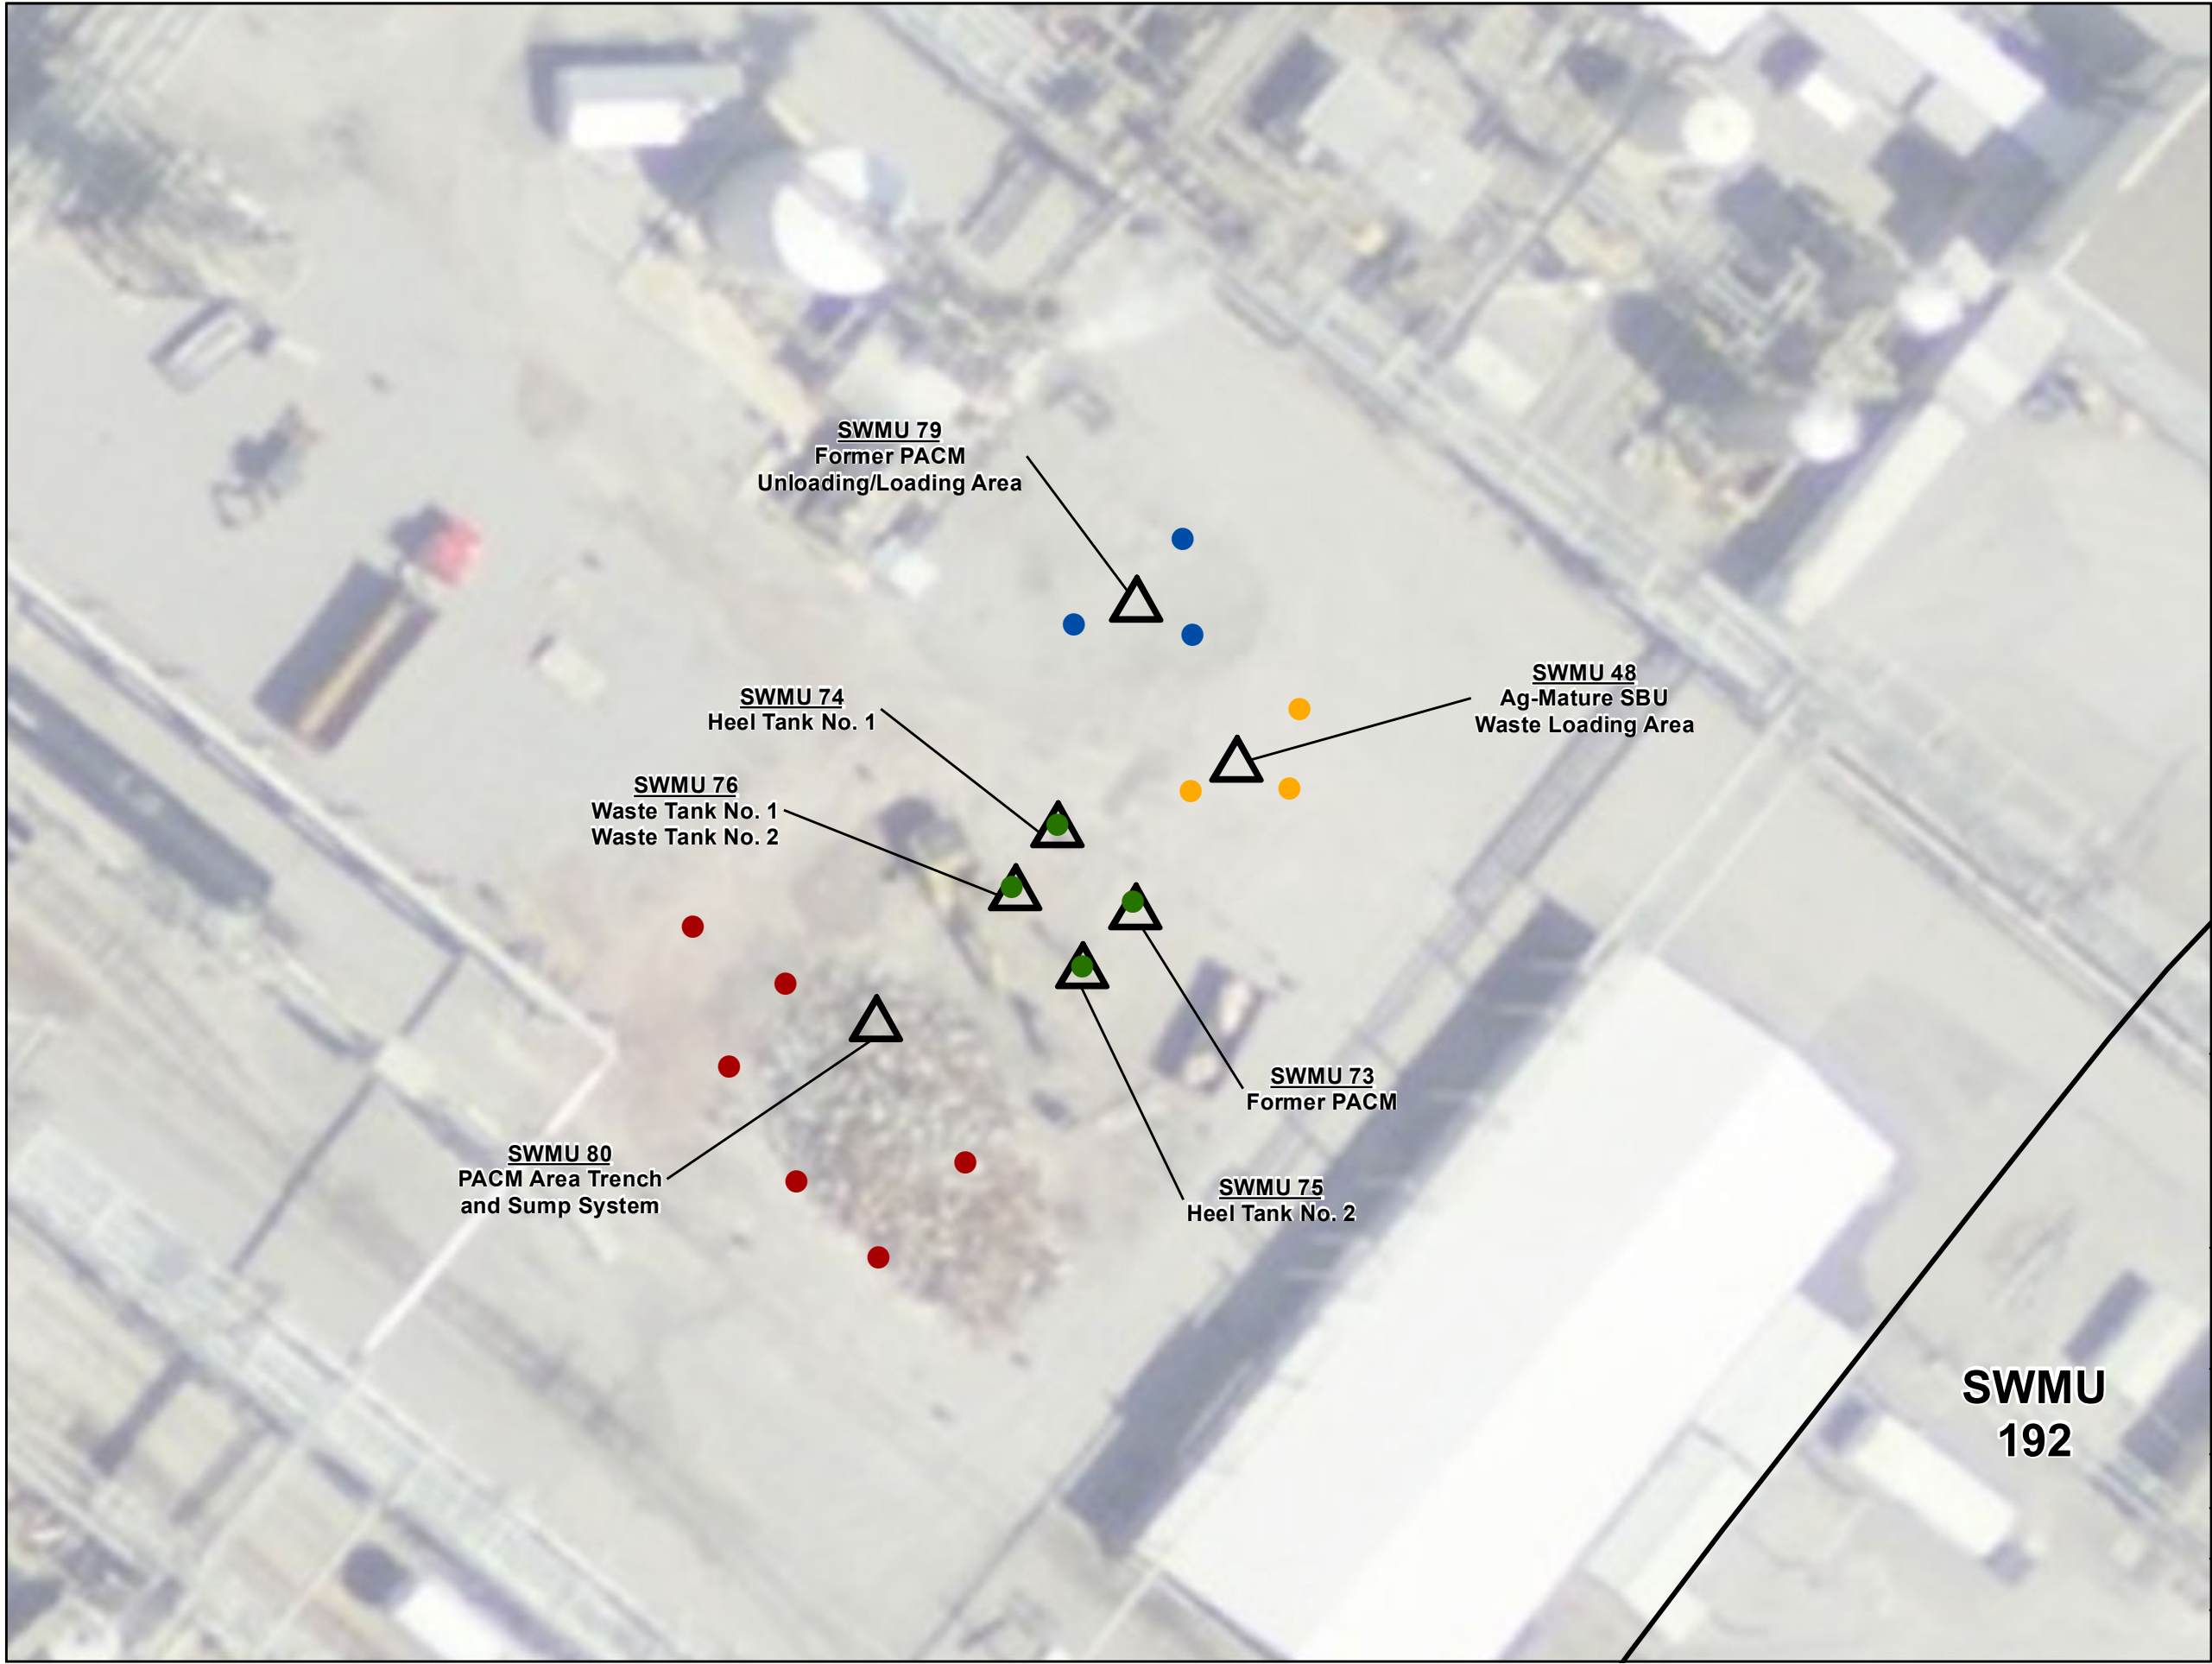 SWMU 79
Former PACM
Unloading/Loading Area
SWMU 48
Ag-Mature SBU
Waste Loading Area
SWMU 74
Heel Tank No. 1
SWMU 76
Waste Tank No. 1
Waste Tank No. 2
SWMU 73
Former PACM
SWMU 80
PACM Area Trench
and Sump System
SWMU 75
Heel Tank No. 2
SWMU
192